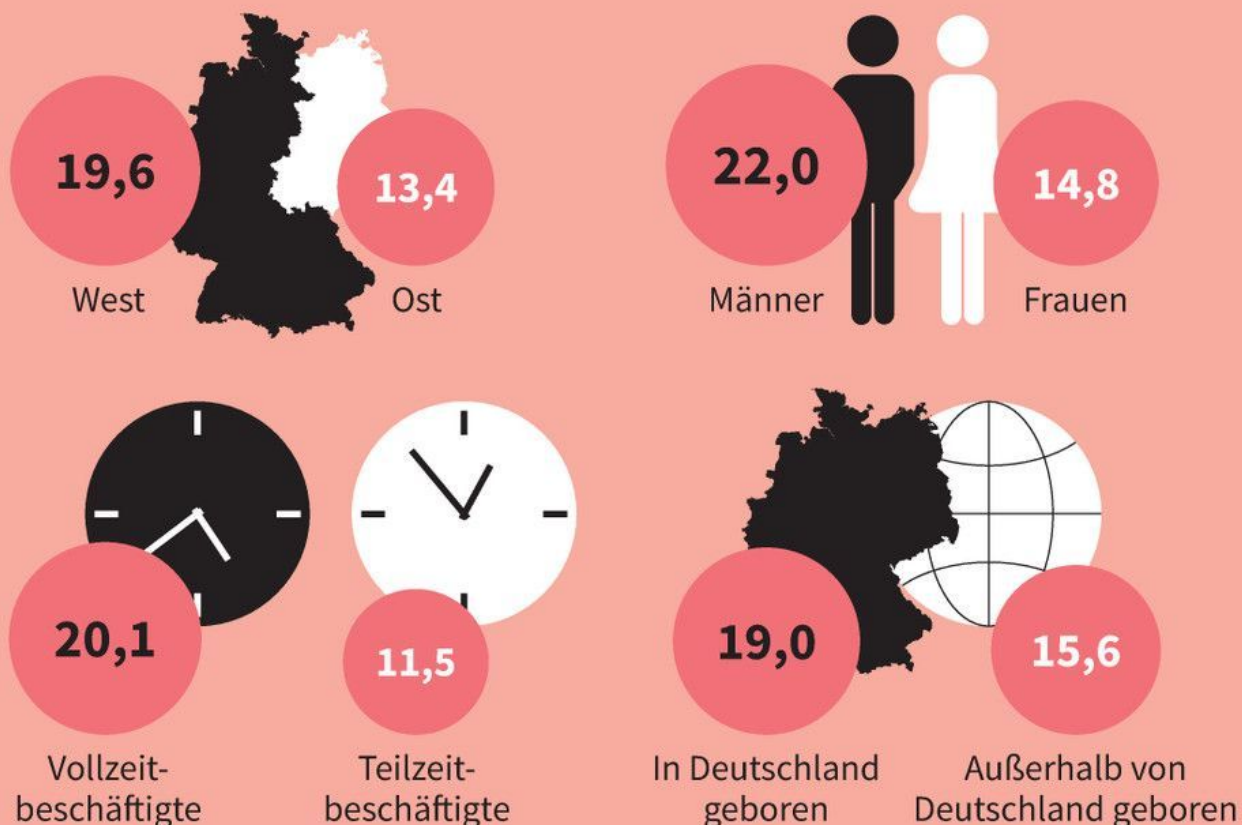 19,6
13,4
West
Ost
22,0
14,8
Männer
Frauen
20,1
11,5
Vollzeit-
beschäftigte
Teilzeit-
beschäftigte
19,0
15,6
In Deutschland
geboren
Außerhalb von
Deutschland geboren